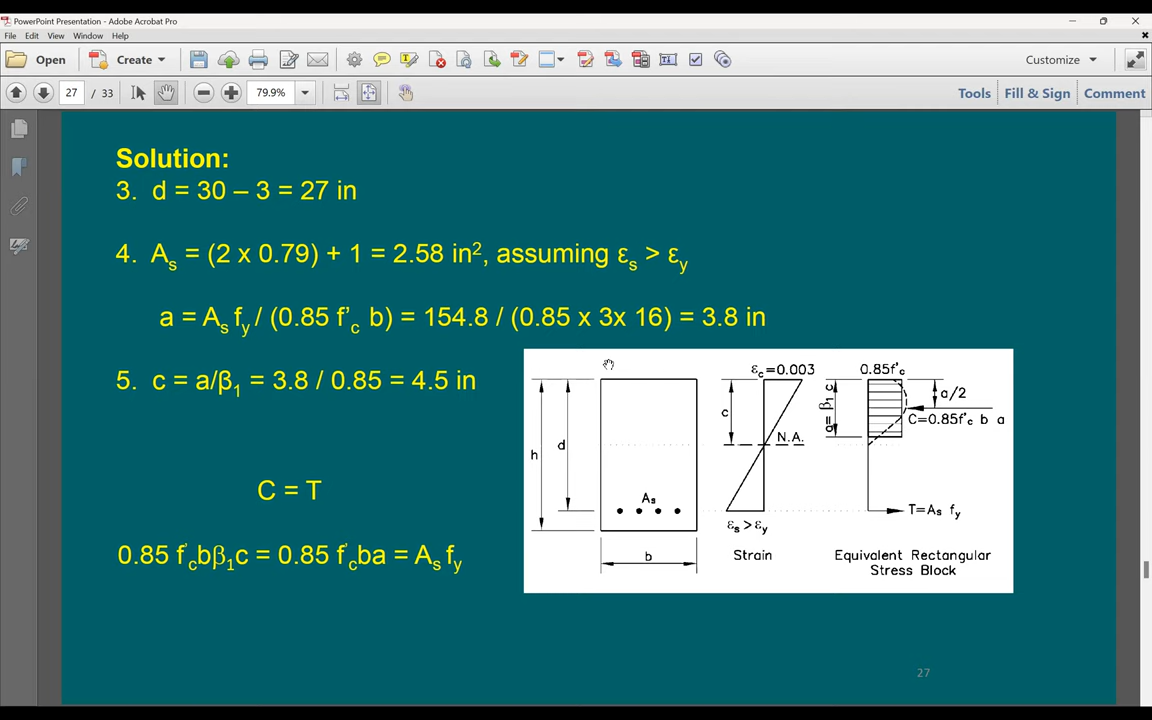 PowerPoint Presentation - Adobe Acrobat Pro
File Edit View Window Help
Open Create Customize
27 / 33 79.9% Tools Fill & Sign Comment
Solution:
3. d = 30 – 3 = 27 in
4. As = (2 x 0.79) + 1 = 2.58 in², assuming εs > εy
a = As fy / (0.85 f'c b) = 154.8 / (0.85 x 3x 16) = 3.8 in
5. c = a/β1 = 3.8 / 0.85 = 4.5 in
C = T
0.85 f'cbβ1c = 0.85 f'cba = As fy
h
d
As
b
εc=0.003
c
N.A.
εs>εy
Strain
0.85f'c
a=β1 c
a/2
C=0.85f'c b a
T=As fy
Equivalent Rectangular
Stress Block
27